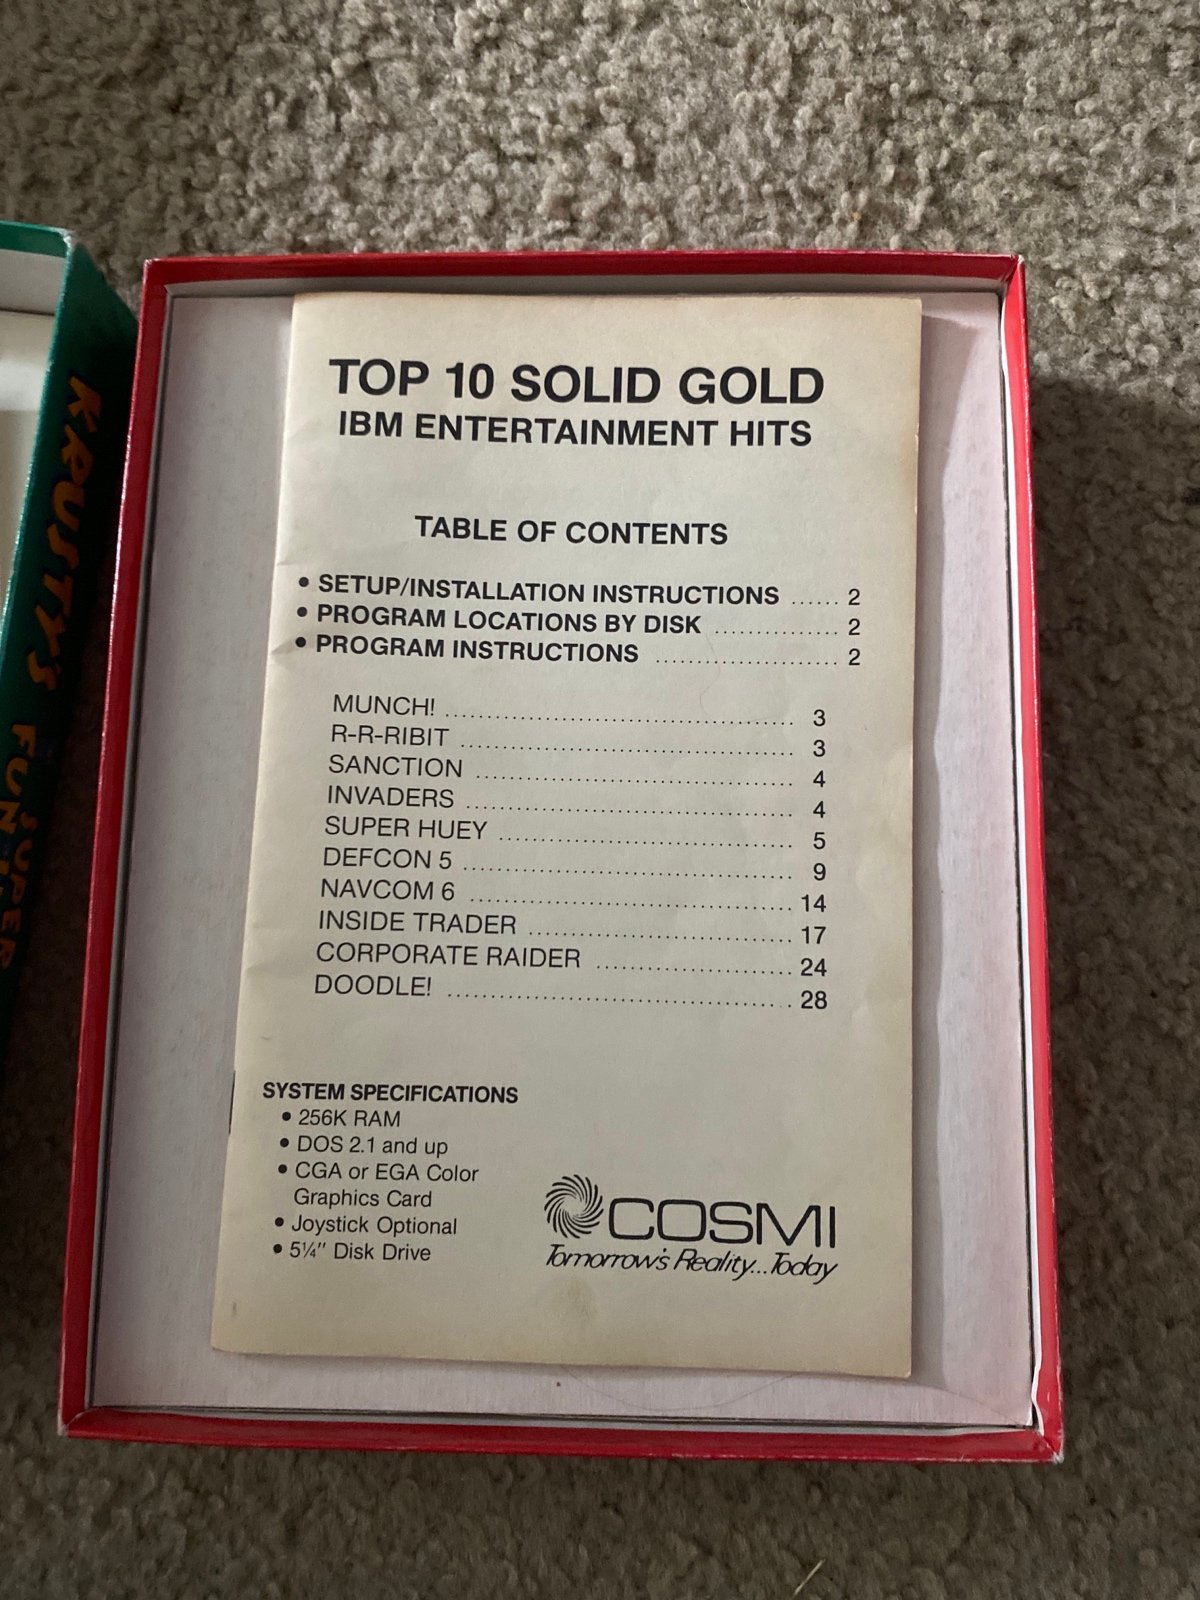 TOP 10 SOLID GOLD
IBM ENTERTAINMENT HITS
TABLE OF CONTENTS
• SETUP/INSTALLATION INSTRUCTIONS ...... 2
• PROGRAM LOCATIONS BY DISK ............... 2
• PROGRAM INSTRUCTIONS ...................... 2
MUNCH! .......................................... 3
R-R-RIBIT ........................................ 3
SANCTION ...................................... 4
INVADERS ....................................... 4
SUPER HUEY ................................... 5
DEFCON 5 ....................................... 9
NAVCOM 6 ...................................... 14
INSIDE TRADER ................................ 17
CORPORATE RAIDER ........................ 24
DOODLE! ......................................... 28
SYSTEM SPECIFICATIONS
• 256K RAM
• DOS 2.1 and up
• CGA or EGA Color
Graphics Card
• Joystick Optional
• 5¼" Disk Drive
COSMI
Tomorrow's Reality...Today
KRUSTY'S
SUPER
FUN